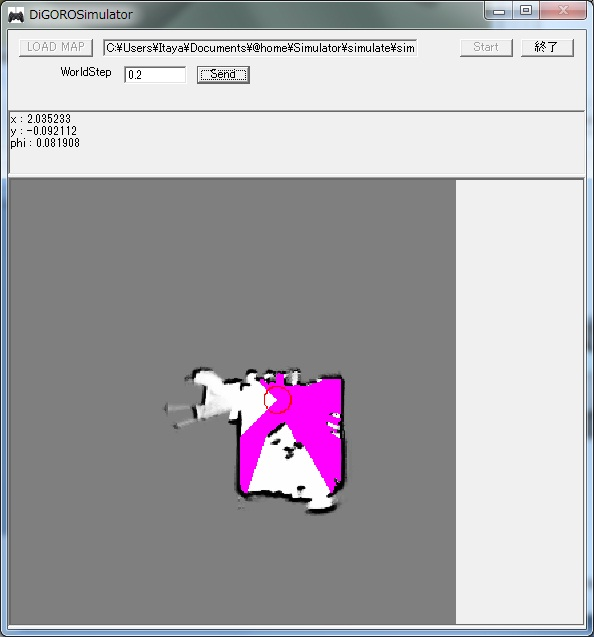 DiGOROSimulator
LOAD MAP
C:¥Users¥Itaya¥Documents¥@home¥Simulator¥simulate¥sim
Start
終了
WorldStep
0.2
Send
x : 2.035233
y : -0.092112
phi : 0.081908